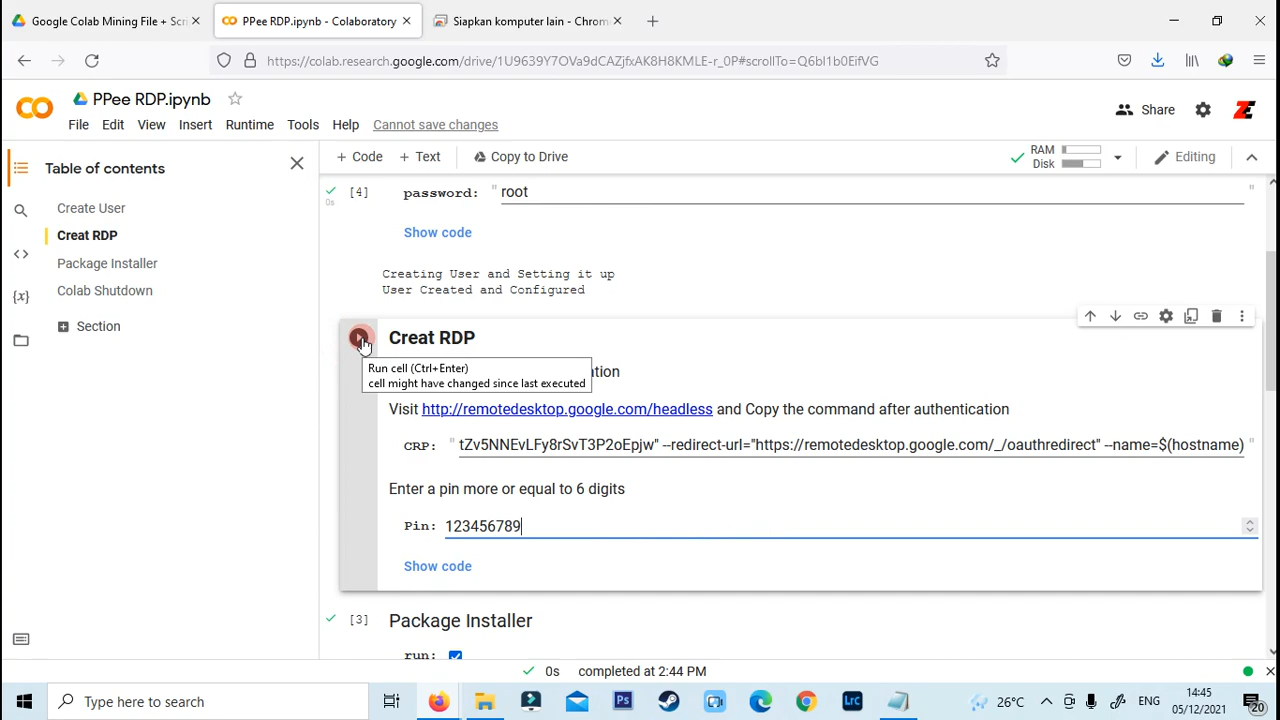 Google Colab Mining File + Scri
PPee RDP.ipynb - Colaboratory
Siapkan komputer lain - Chrom
https://colab.research.google.com/drive/1U9639Y7OVa9dCAZjfxAK8H8KMLE-r_0P#scrollTo=Q6bI1b0EifVG
PPee RDP.ipynb
Share
File Edit View Insert Runtime Tools Help Cannot save changes
+ Code + Text Copy to Drive
RAM
Disk
Editing
Table of contents
Create User
Creat RDP
Package Installer
Colab Shutdown
Section
[4] password: "root"
0s
Show code
Creating User and Setting it up
User Created and Configured
Creat RDP
Run cell (Ctrl+Enter)
cell might have changed since last executed
ation
Visit http://remotedesktop.google.com/headless and Copy the command after authentication
CRP: "tZv5NNEvLFy8rSvT3P2oEpjw" --redirect-url="https://remotedesktop.google.com/_/oauthredirect" --name=$(hostname)"
Enter a pin more or equal to 6 digits
Pin: 123456789
Show code
[3] Package Installer
run:
0s completed at 2:44 PM
Type here to search
Ps
LrC
26°C
ENG
14:45
05/12/2021
20